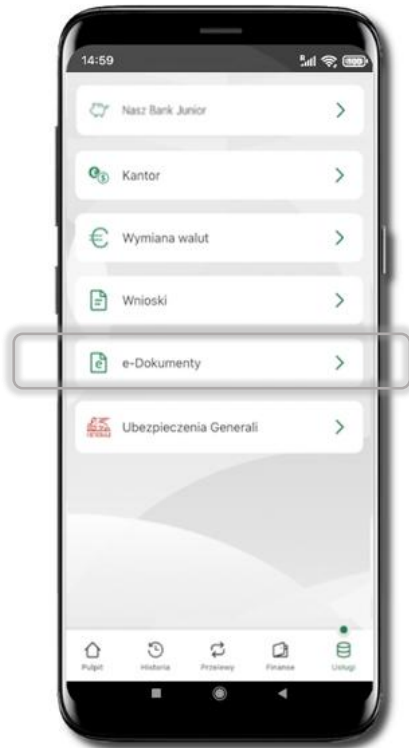 14:59
Nasz Bank Junior
Kantor
Wymiana walut
Wnioski
e-Dokumenty
Ubezpieczenia Generali
Pulpit
Historia
Przelewy
Finanse
Usługi